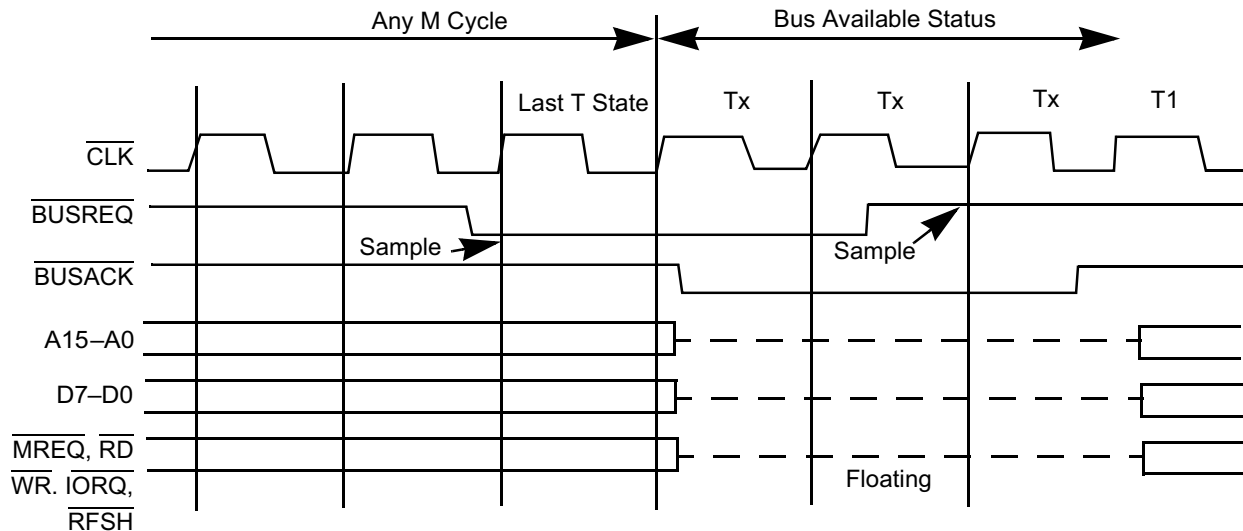 Any M Cycle
Bus Available Status
Last T State
Tx
Tx
Tx
T1
CLK
BUSREQ
Sample
Sample
BUSACK
A15–A0
D7–D0
MREQ, RD
WR. IORQ,
RFSH
Floating